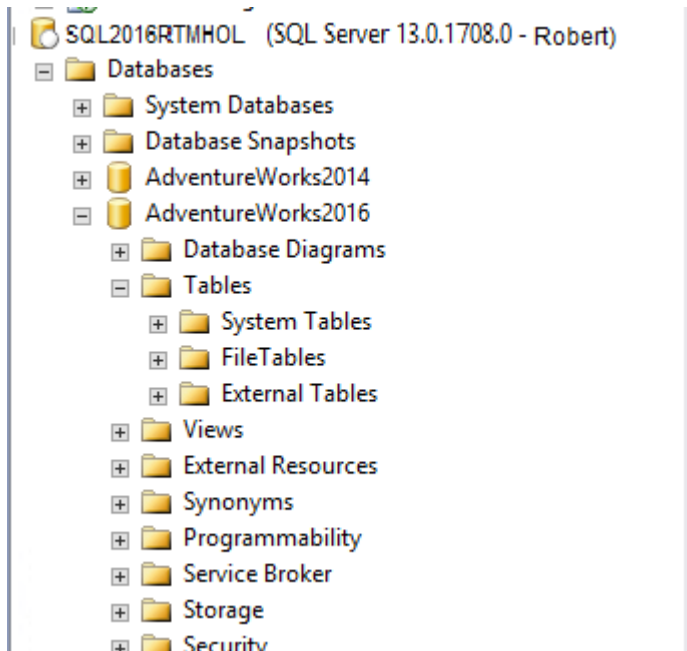 SQL2016RTMHOL (SQL Server 13.0.1708.0 - Robert)
Databases
System Databases
Database Snapshots
AdventureWorks2014
AdventureWorks2016
Database Diagrams
Tables
System Tables
FileTables
External Tables
Views
External Resources
Synonyms
Programmability
Service Broker
Storage
Security